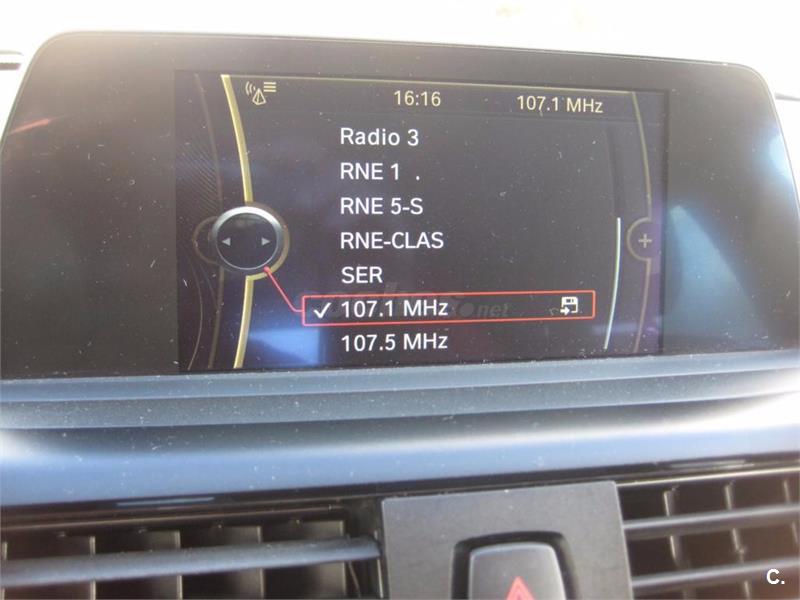 16:16 107.1 MHz
Radio 3
RNE 1 .
RNE 5-S
RNE-CLAS
SER
✓ 107.1 MHz
107.5 MHz
C.